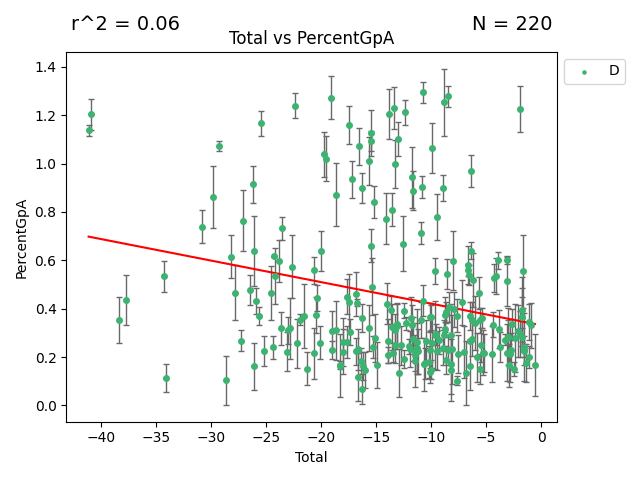 r^2 = 0.06
N = 220
Total vs PercentGpA
D
PercentGpA
1.4
1.2
1.0
0.8
0.6
0.4
0.2
0.0
−40 −35 −30 −25 −20 −15 −10 −5 0
Total